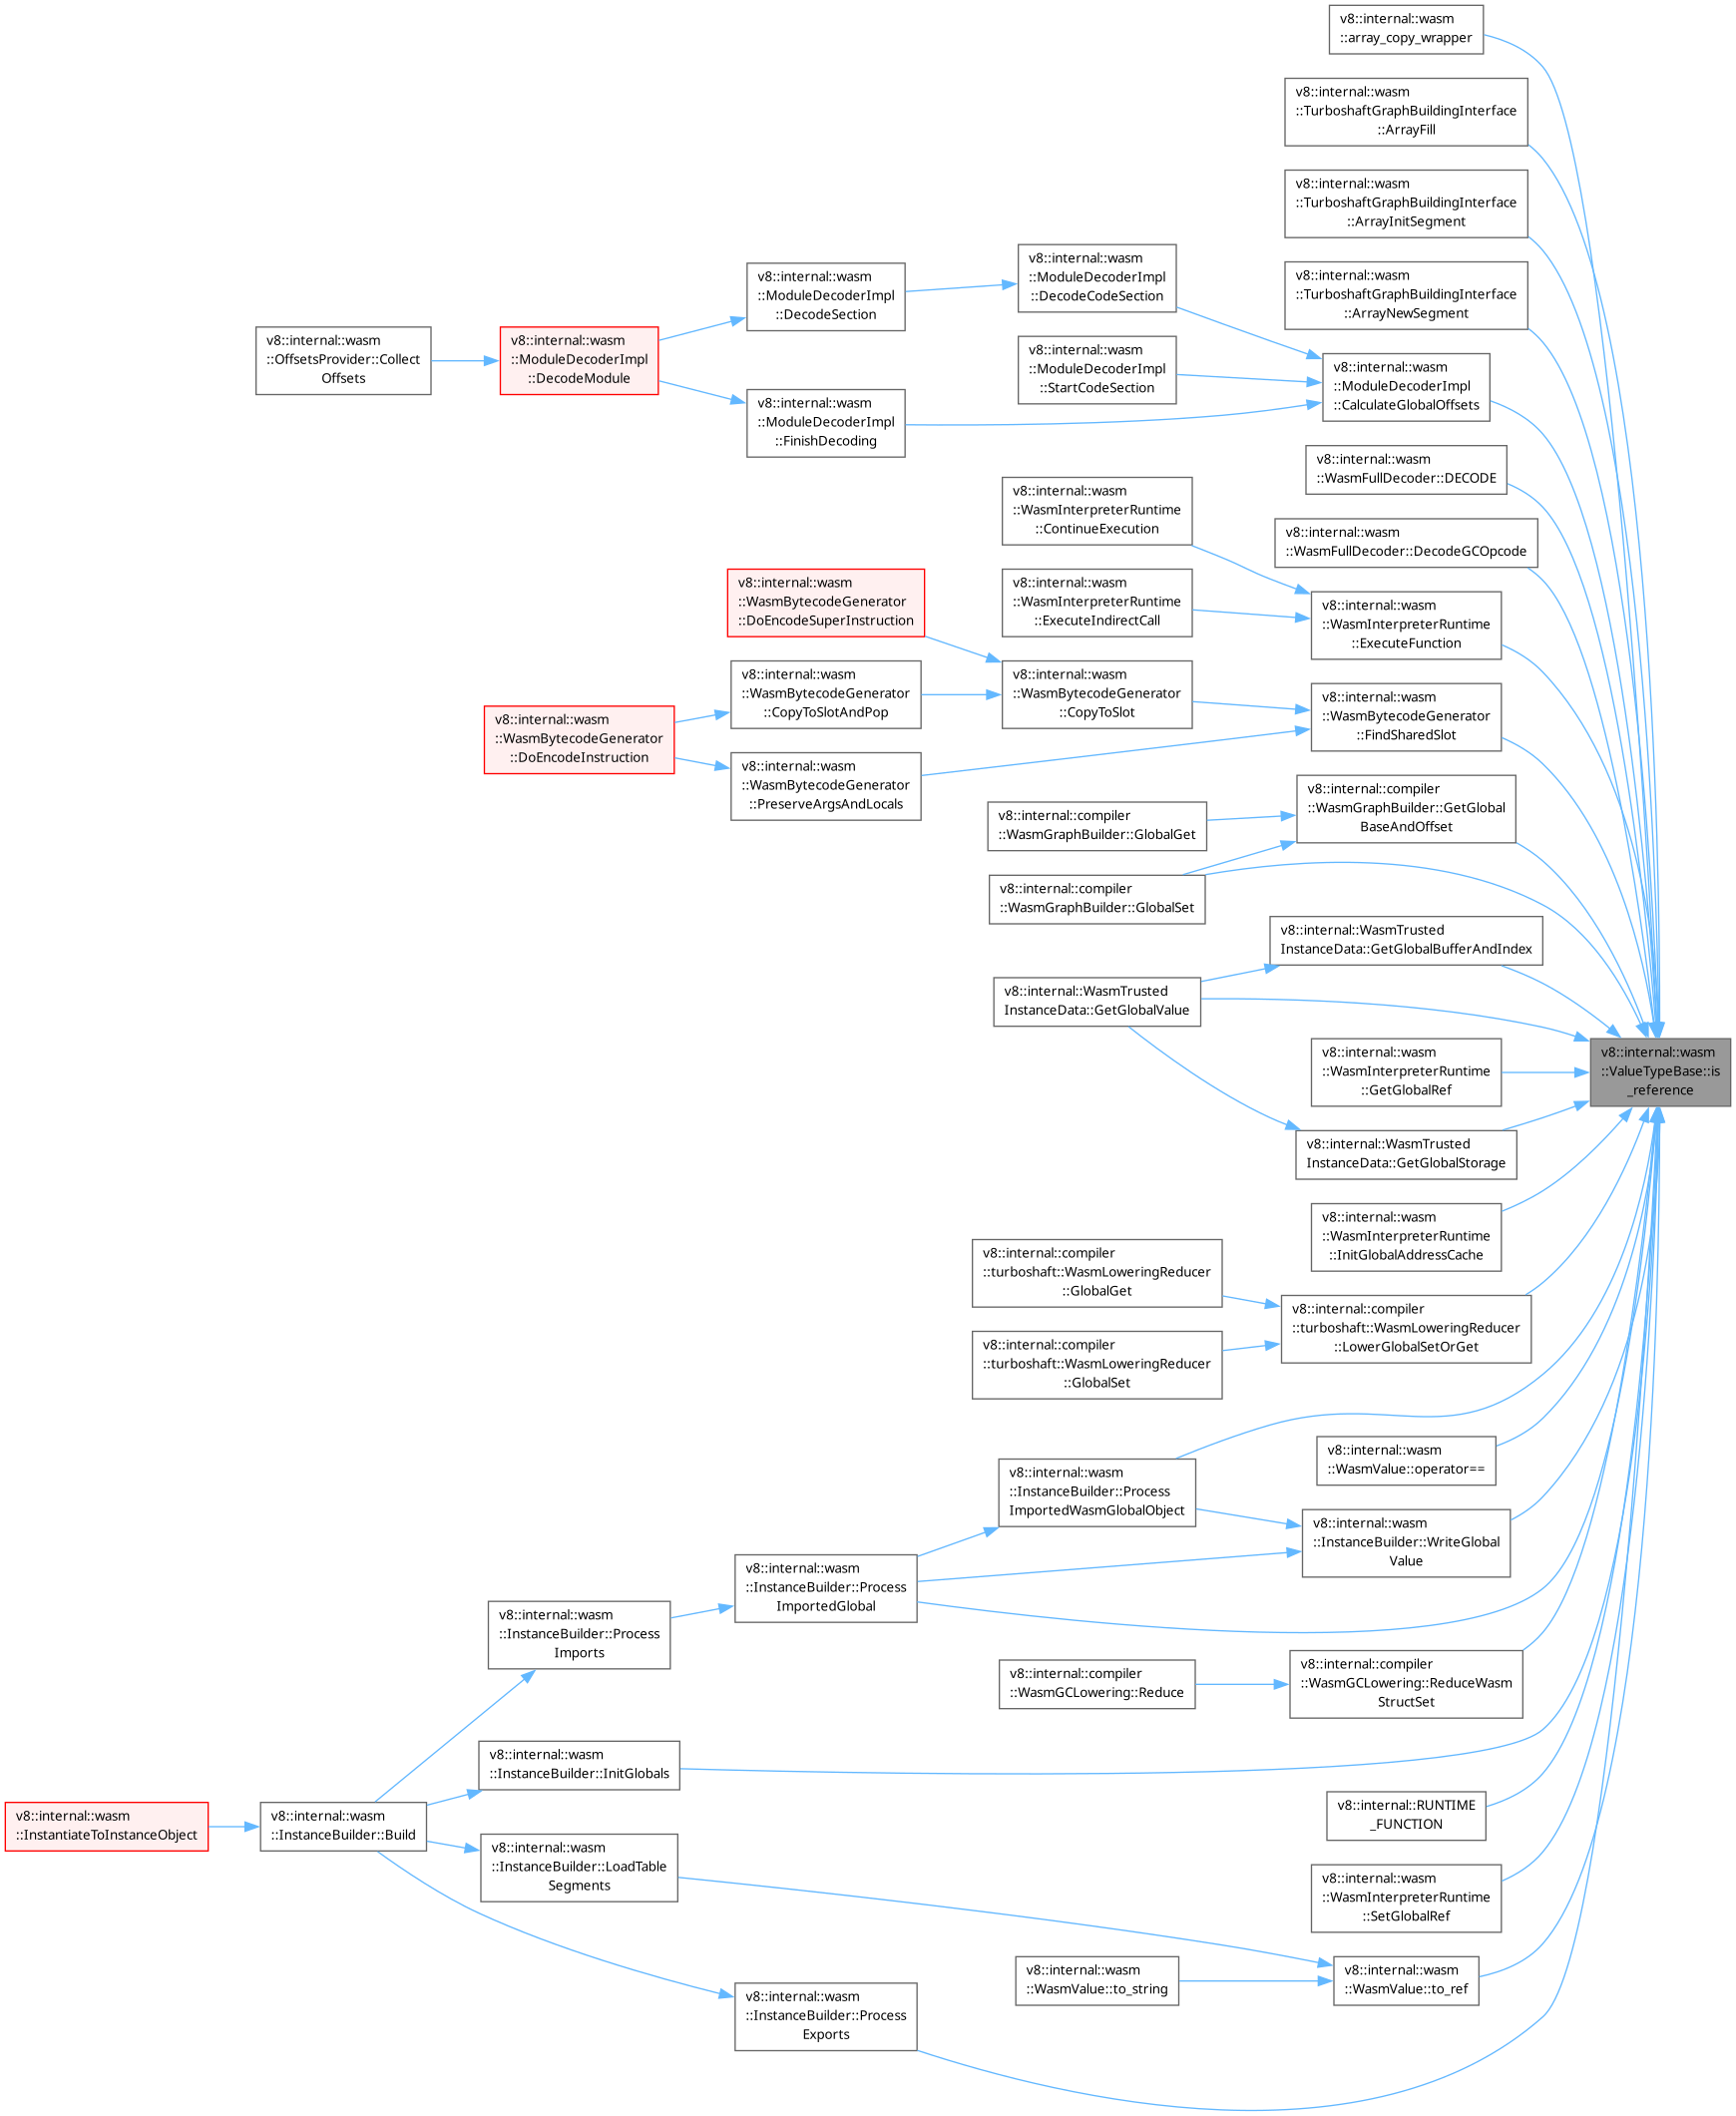 v8::internal::wasm
::array_copy_wrapper
v8::internal::wasm
::TurboshaftGraphBuildingInterface
::ArrayFill
v8::internal::wasm
::TurboshaftGraphBuildingInterface
::ArrayInitSegment
v8::internal::wasm
::TurboshaftGraphBuildingInterface
::ArrayNewSegment
v8::internal::wasm
::ModuleDecoderImpl
::DecodeCodeSection
v8::internal::wasm
::ModuleDecoderImpl
::DecodeSection
v8::internal::wasm
::OffsetsProvider::Collect
Offsets
v8::internal::wasm
::ModuleDecoderImpl
::DecodeModule
v8::internal::wasm
::ModuleDecoderImpl
::StartCodeSection
v8::internal::wasm
::ModuleDecoderImpl
::CalculateGlobalOffsets
v8::internal::wasm
::ModuleDecoderImpl
::FinishDecoding
v8::internal::wasm
::WasmFullDecoder::DECODE
v8::internal::wasm
::WasmInterpreterRuntime
::ContinueExecution
v8::internal::wasm
::WasmFullDecoder::DecodeGCOpcode
v8::internal::wasm
::WasmBytecodeGenerator
::DoEncodeSuperInstruction
v8::internal::wasm
::WasmInterpreterRuntime
::ExecuteIndirectCall
v8::internal::wasm
::WasmInterpreterRuntime
::ExecuteFunction
v8::internal::wasm
::WasmBytecodeGenerator
::CopyToSlotAndPop
v8::internal::wasm
::WasmBytecodeGenerator
::CopyToSlot
v8::internal::wasm
::WasmBytecodeGenerator
::FindSharedSlot
v8::internal::wasm
::WasmBytecodeGenerator
::DoEncodeInstruction
v8::internal::wasm
::WasmBytecodeGenerator
::PreserveArgsAndLocals
v8::internal::compiler
::WasmGraphBuilder::GetGlobal
BaseAndOffset
v8::internal::compiler
::WasmGraphBuilder::GlobalGet
v8::internal::compiler
::WasmGraphBuilder::GlobalSet
v8::internal::WasmTrusted
InstanceData::GetGlobalBufferAndIndex
v8::internal::WasmTrusted
InstanceData::GetGlobalValue
v8::internal::wasm
::WasmInterpreterRuntime
::GetGlobalRef
v8::internal::wasm
::ValueTypeBase::is
_reference
v8::internal::WasmTrusted
InstanceData::GetGlobalStorage
v8::internal::wasm
::WasmInterpreterRuntime
::InitGlobalAddressCache
v8::internal::compiler
::turboshaft::WasmLoweringReducer
::GlobalGet
v8::internal::compiler
::turboshaft::WasmLoweringReducer
::LowerGlobalSetOrGet
v8::internal::compiler
::turboshaft::WasmLoweringReducer
::GlobalSet
v8::internal::wasm
::WasmValue::operator==
v8::internal::wasm
::InstanceBuilder::Process
ImportedWasmGlobalObject
v8::internal::wasm
::InstanceBuilder::WriteGlobal
Value
v8::internal::wasm
::InstanceBuilder::Process
ImportedGlobal
v8::internal::wasm
::InstanceBuilder::Process
Imports
v8::internal::compiler
::WasmGCLowering::Reduce
v8::internal::compiler
::WasmGCLowering::ReduceWasm
StructSet
v8::internal::wasm
::InstanceBuilder::InitGlobals
v8::internal::wasm
::InstantiateToInstanceObject
v8::internal::wasm
::InstanceBuilder::Build
v8::internal::RUNTIME
_FUNCTION
v8::internal::wasm
::InstanceBuilder::LoadTable
Segments
v8::internal::wasm
::WasmInterpreterRuntime
::SetGlobalRef
v8::internal::wasm
::WasmValue::to_string
v8::internal::wasm
::WasmValue::to_ref
v8::internal::wasm
::InstanceBuilder::Process
Exports